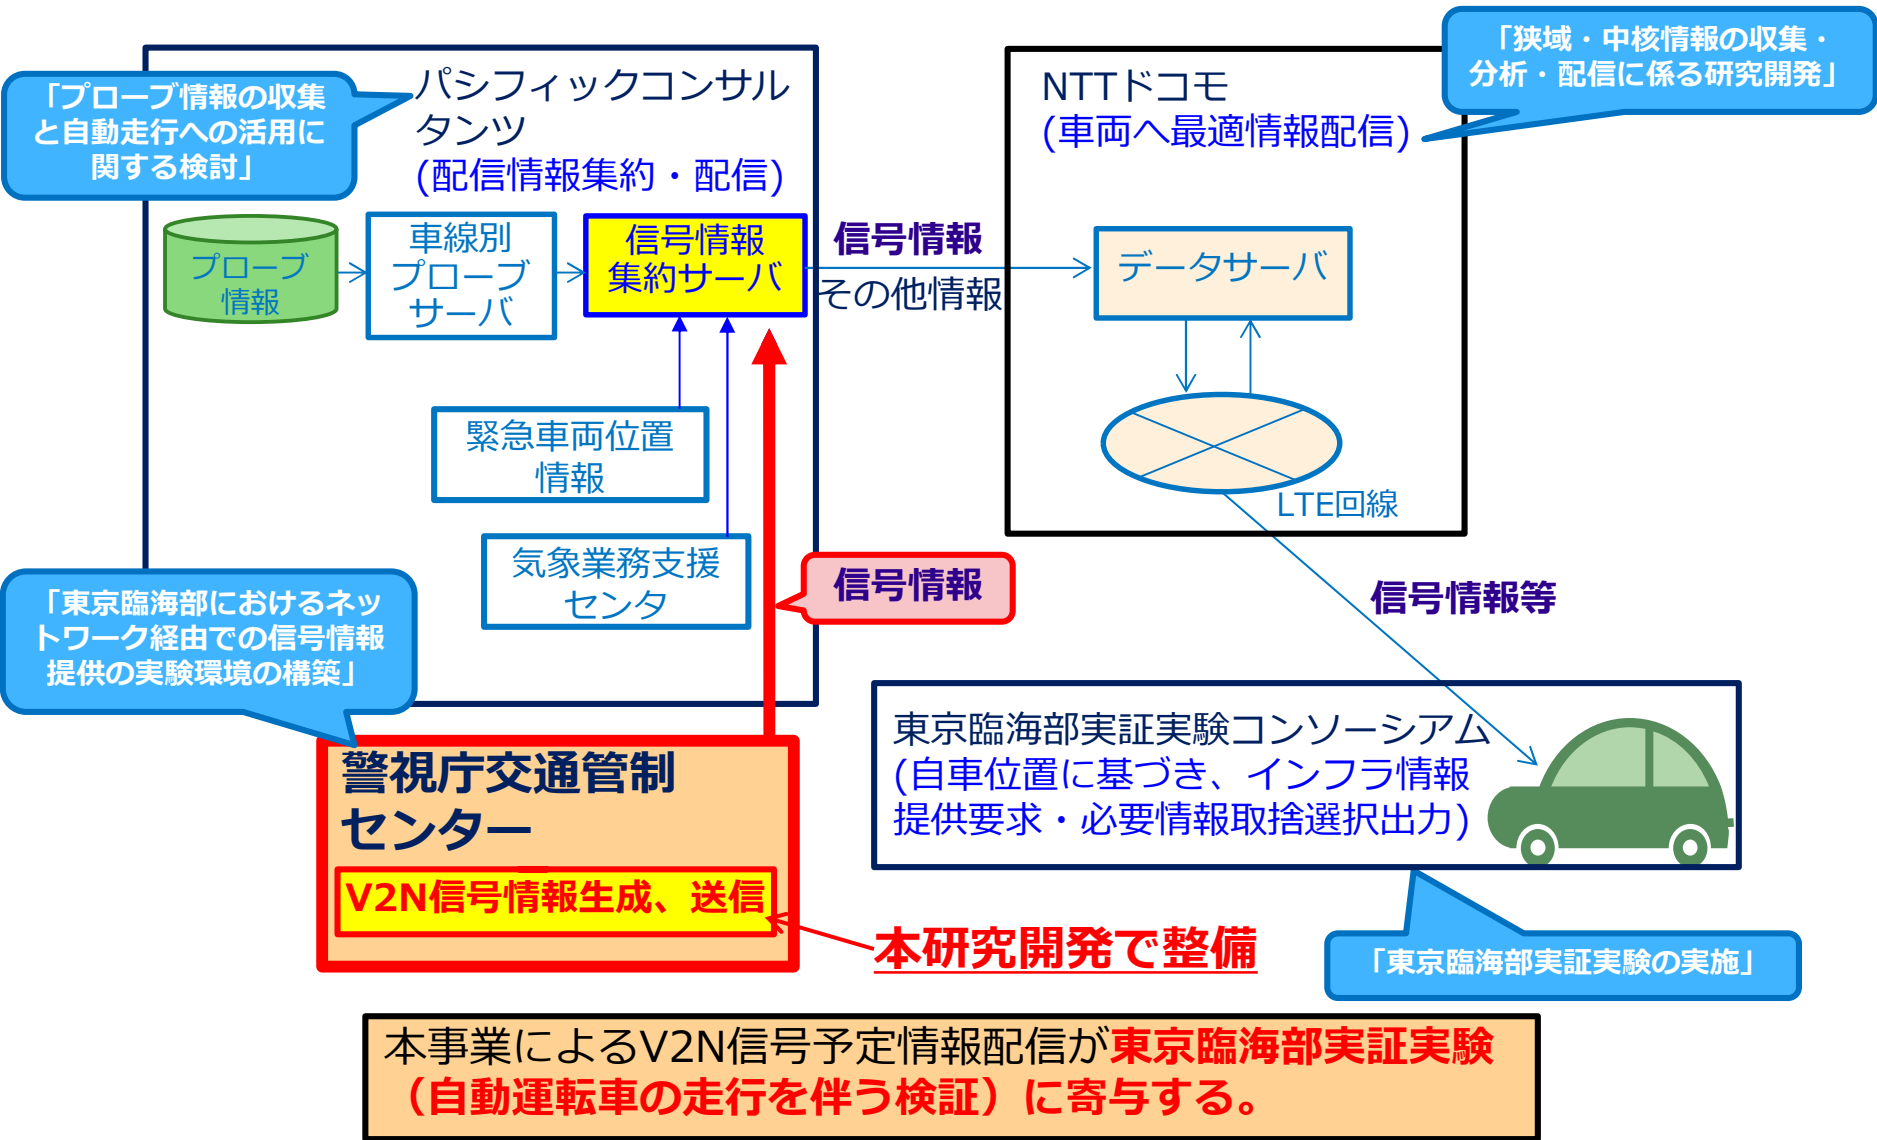 「プローブ情報の収集
と自動走行への活用に
関する検討」
パシフィックコンサル
タンツ
(配信情報集約・配信)
NTTドコモ
(車両へ最適情報配信)
「狭域・中核情報の収集・
分析・配信に係る研究開発」
プローブ
情報
車線別
プローブ
サーバ
信号情報
集約サーバ
信号情報
その他情報
データサーバ
緊急車両位置
情報
LTE回線
気象業務支援
センタ
信号情報
信号情報等
「東京臨海部におけるネッ
トワーク経由での信号情報
提供の実験環境の構築」
東京臨海部実証実験コンソーシアム
(自車位置に基づき、インフラ情報
提供要求・必要情報取捨選択出力)
警視庁交通管制
センター
V2N信号情報生成、送信
本研究開発で整備
「東京臨海部実証実験の実施」
本事業によるV2N信号予定情報配信が東京臨海部実証実験
（自動運転車の走行を伴う検証）に寄与する。